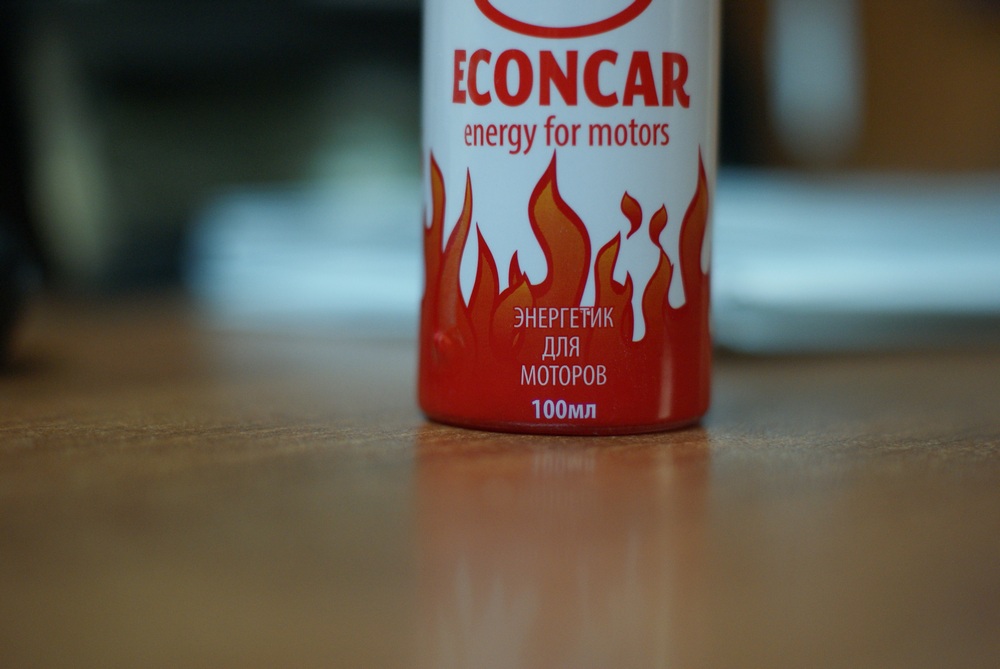 ECONCAR
energy for motors
ЭНЕРГЕТИК
ДЛЯ
МОТОРОВ
100мл